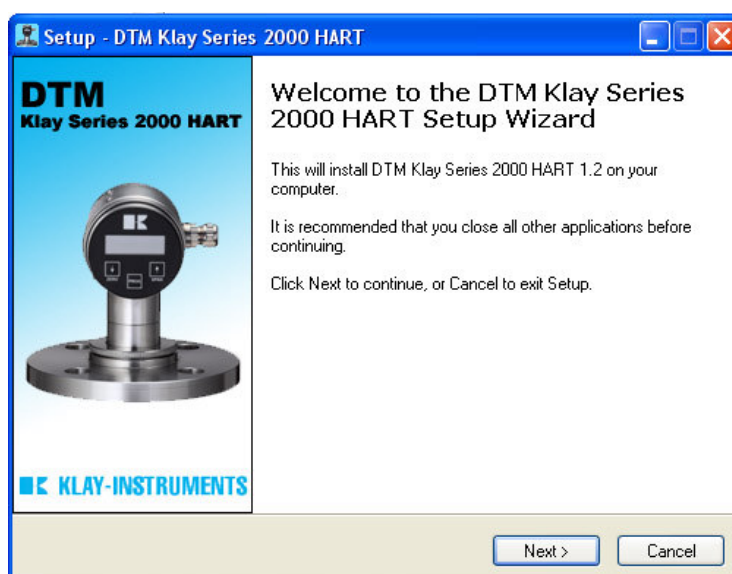 Setup - DTM Klay Series 2000 HART
DTM
Klay Series 2000 HART
KLAY-INSTRUMENTS
Welcome to the DTM Klay Series
2000 HART Setup Wizard
This will install DTM Klay Series 2000 HART 1.2 on your
computer.
It is recommended that you close all other applications before
continuing.
Click Next to continue, or Cancel to exit Setup.
Next >
Cancel